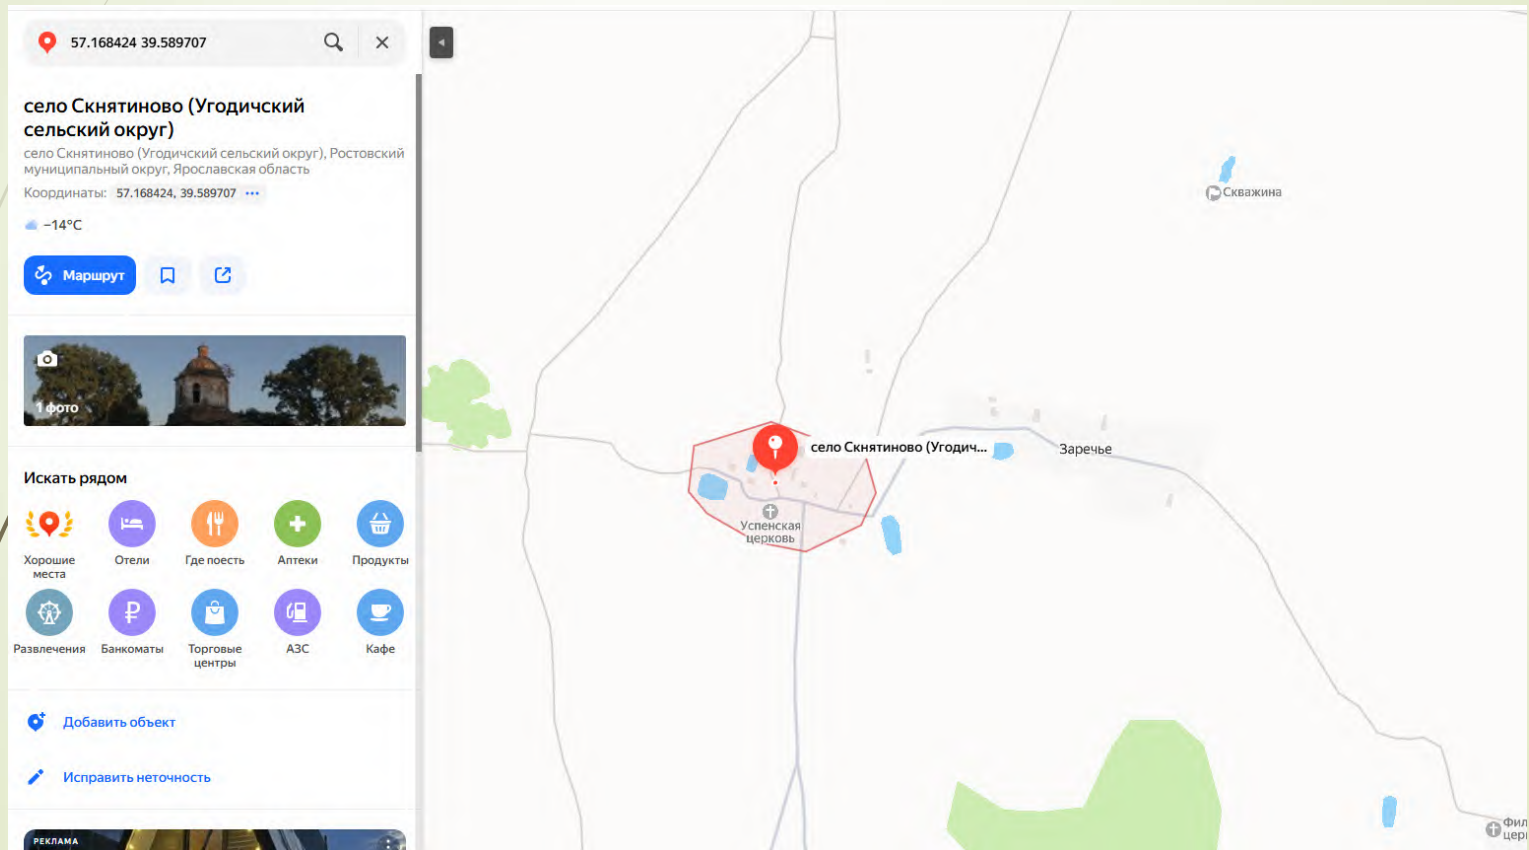 57.168424 39.589707
село Скнятиново (Угодичский
сельский округ)
село Скнятиново (Угодичский сельский округ), Ростовский
муниципальный округ, Ярославская область
Координаты: 57.168424, 39.589707
−14°C
Маршрут
1 фото
Искать рядом
Хорошие
места
Отели
Где поесть
Аптеки
Продукты
Развлечения
Банкоматы
Торговые
центры
АЗС
Кафе
Добавить объект
Исправить неточность
РЕКЛАМА
Скважина
село Скнятиново (Угодич...
Заречье
Успенская
церковь
Фил
цер